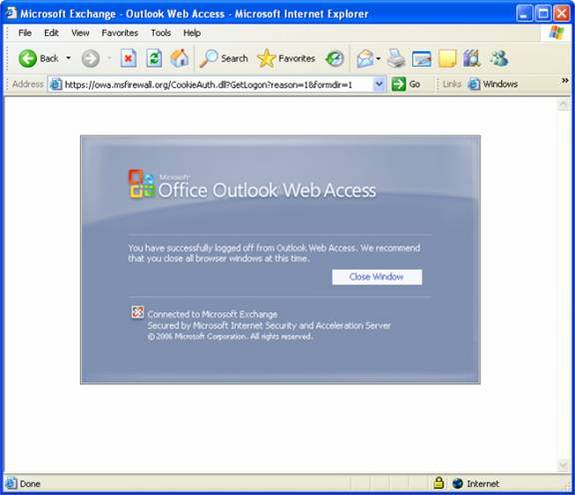 Microsoft Exchange - Outlook Web Access - Microsoft Internet Explorer
File Edit View Favorites Tools Help
Back Search Favorites
Address https://owa.msfirewall.org/CookieAuth.dll?GetLogon?reason=1&formdir=1 Go Links Windows »
Microsoft
Office Outlook Web Access
You have successfully logged off from Outlook Web Access. We recommend
that you close all browser windows at this time.
Close Window
Connected to Microsoft Exchange
Secured by Microsoft Internet Security and Acceleration Server
© 2006 Microsoft Corporation. All rights reserved.
Done Internet